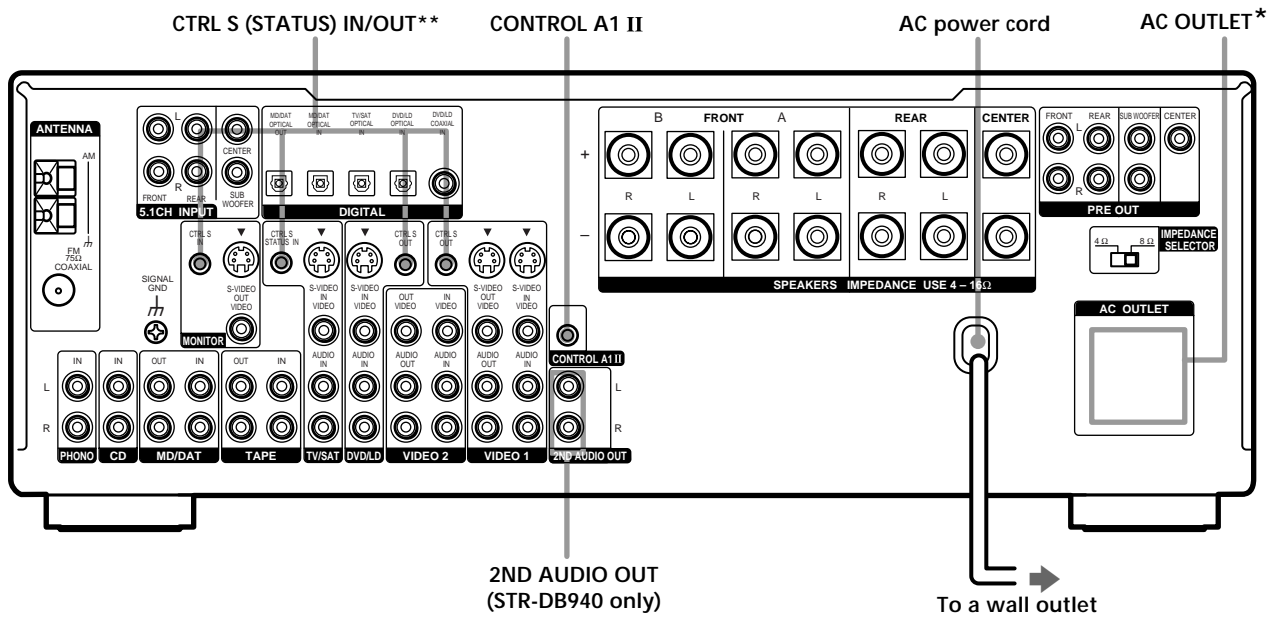 CTRL S (STATUS) IN/OUT**
CONTROL A1 II
AC power cord
AC OUTLET*
ANTENNA
AM
FM
75Ω
COAXIAL
L
R
CENTER
FRONT
REAR
SUB
WOOFER
5.1CH INPUT
MD/DAT
OPTICAL
OUT
MD/DAT
OPTICAL
IN
TV/SAT
OPTICAL
IN
DVD/LD
OPTICAL
IN
DVD/LD
COAXIAL
IN
DIGITAL
B FRONT A
REAR
CENTER
+
R L R L R L
–
SPEAKERS IMPEDANCE USE 4 – 16Ω
FRONT
REAR
SUB WOOFER
CENTER
L
R
PRE OUT
4 Ω 8 Ω
IMPEDANCE
SELECTOR
AC OUTLET
SIGNAL
GND
CTRL S
IN
S-VIDEO
OUT
VIDEO
MONITOR
CTRL S
STATUS IN
S-VIDEO
IN
VIDEO
S-VIDEO
IN
VIDEO
CTRL S
OUT
CTRL S
OUT
OUT
VIDEO
IN
VIDEO
S-VIDEO
OUT
VIDEO
S-VIDEO
IN
VIDEO
CONTROL A1 II
IN
IN
OUT
IN
OUT
IN
AUDIO
IN
AUDIO
IN
AUDIO
OUT
AUDIO
IN
AUDIO
OUT
AUDIO
IN
L
L
R
R
PHONO
CD
MD/DAT
TAPE
TV/SAT
DVD/LD
VIDEO 2
VIDEO 1
2ND AUDIO OUT
2ND AUDIO OUT
(STR-DB940 only)
To a wall outlet